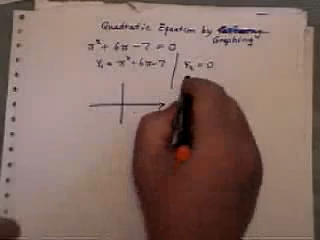 Quadratic Equation by
Graphing
x² + 6x - 7 = 0
Y₁ = x² + 6x - 7 | Y₂ = 0